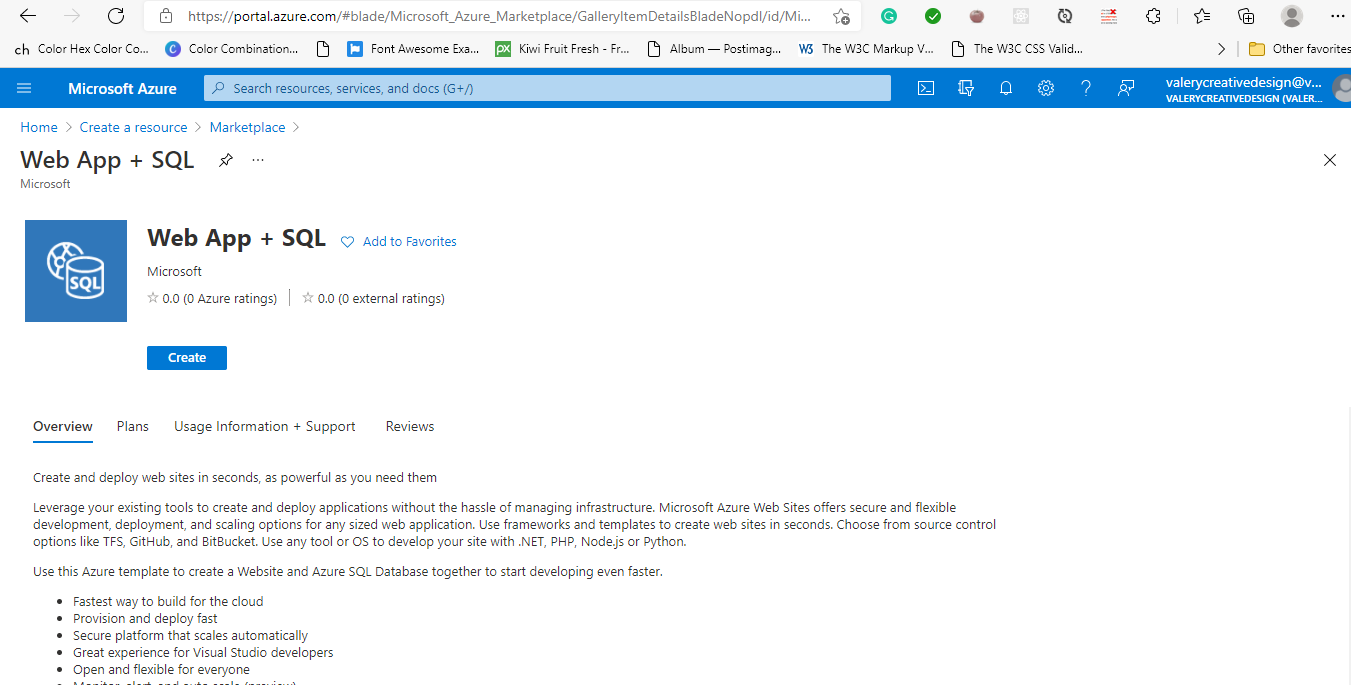 https://portal.azure.com/#blade/Microsoft_Azure_Marketplace/GalleryItemDetailsBladeNopdl/id/Mi...
ch Color Hex Color Co... C Color Combination... Font Awesome Exa... px Kiwi Fruit Fresh - Fr... Album — Postimag... W3 The W3C Markup V... The W3C CSS Valid... Other favorites
Microsoft Azure Search resources, services, and docs (G+/) valerycreativedesign@v...
VALERYCREATIVEDESIGN (VALER...
Home > Create a resource > Marketplace >
Web App + SQL ...
Microsoft
SQL
Web App + SQL Add to Favorites
Microsoft
☆ 0.0 (0 Azure ratings) | ☆ 0.0 (0 external ratings)
Create
Overview Plans Usage Information + Support Reviews
Create and deploy web sites in seconds, as powerful as you need them
Leverage your existing tools to create and deploy applications without the hassle of managing infrastructure. Microsoft Azure Web Sites offers secure and flexible
development, deployment, and scaling options for any sized web application. Use frameworks and templates to create web sites in seconds. Choose from source control
options like TFS, GitHub, and BitBucket. Use any tool or OS to develop your site with .NET, PHP, Node.js or Python.
Use this Azure template to create a Website and Azure SQL Database together to start developing even faster.
• Fastest way to build for the cloud
• Provision and deploy fast
• Secure platform that scales automatically
• Great experience for Visual Studio developers
• Open and flexible for everyone
• Monitor, alert, and auto scale (preview)